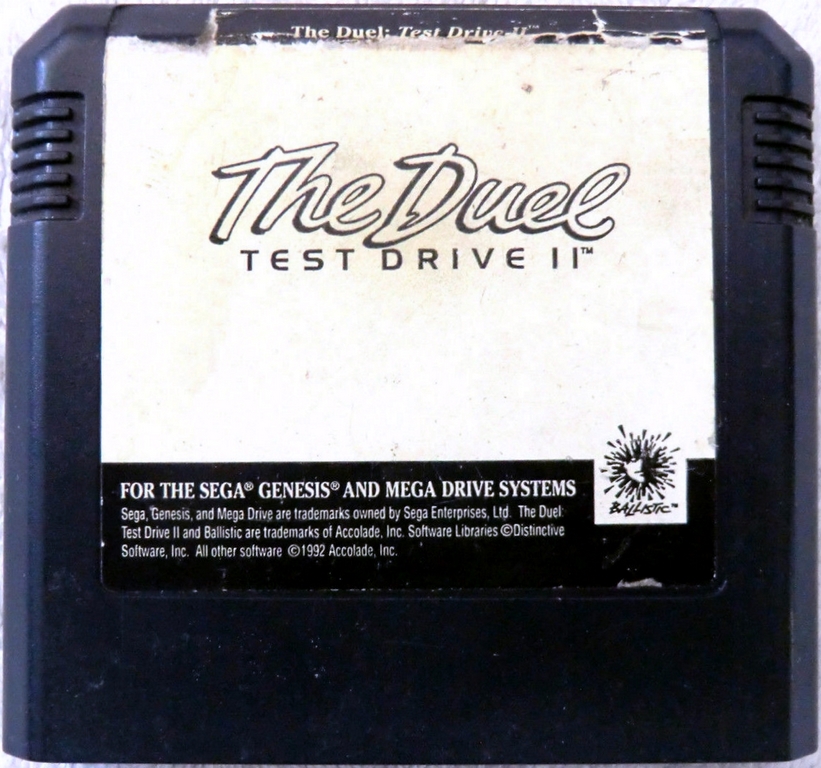 The Duel: Test Drive II™
The Duel
TEST DRIVE II™
FOR THE SEGA® GENESIS® AND MEGA DRIVE SYSTEMS
Sega, Genesis, and Mega Drive are trademarks owned by Sega Enterprises, Ltd. The Duel:
Test Drive II and Ballistic are trademarks of Accolade, Inc. Software Libraries ©Distinctive
Software, Inc. All other software ©1992 Accolade, Inc.
BALLISTIC™